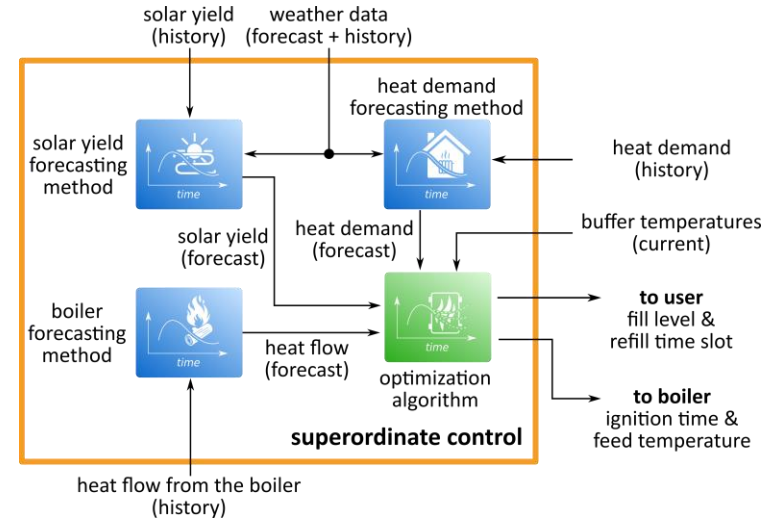 solar yield
(history)
weather data
(forecast + history)
heat demand
forecasting method
solar yield
forecasting
method
time
time
heat demand
(history)
solar yield
(forecast)
heat demand
(forecast)
buffer temperatures
(current)
boiler
forecasting
method
time
heat flow
(forecast)
time
optimization
algorithm
to user
fill level &
refill time slot
to boiler
ignition time &
feed temperature
superordinate control
heat flow from the boiler
(history)